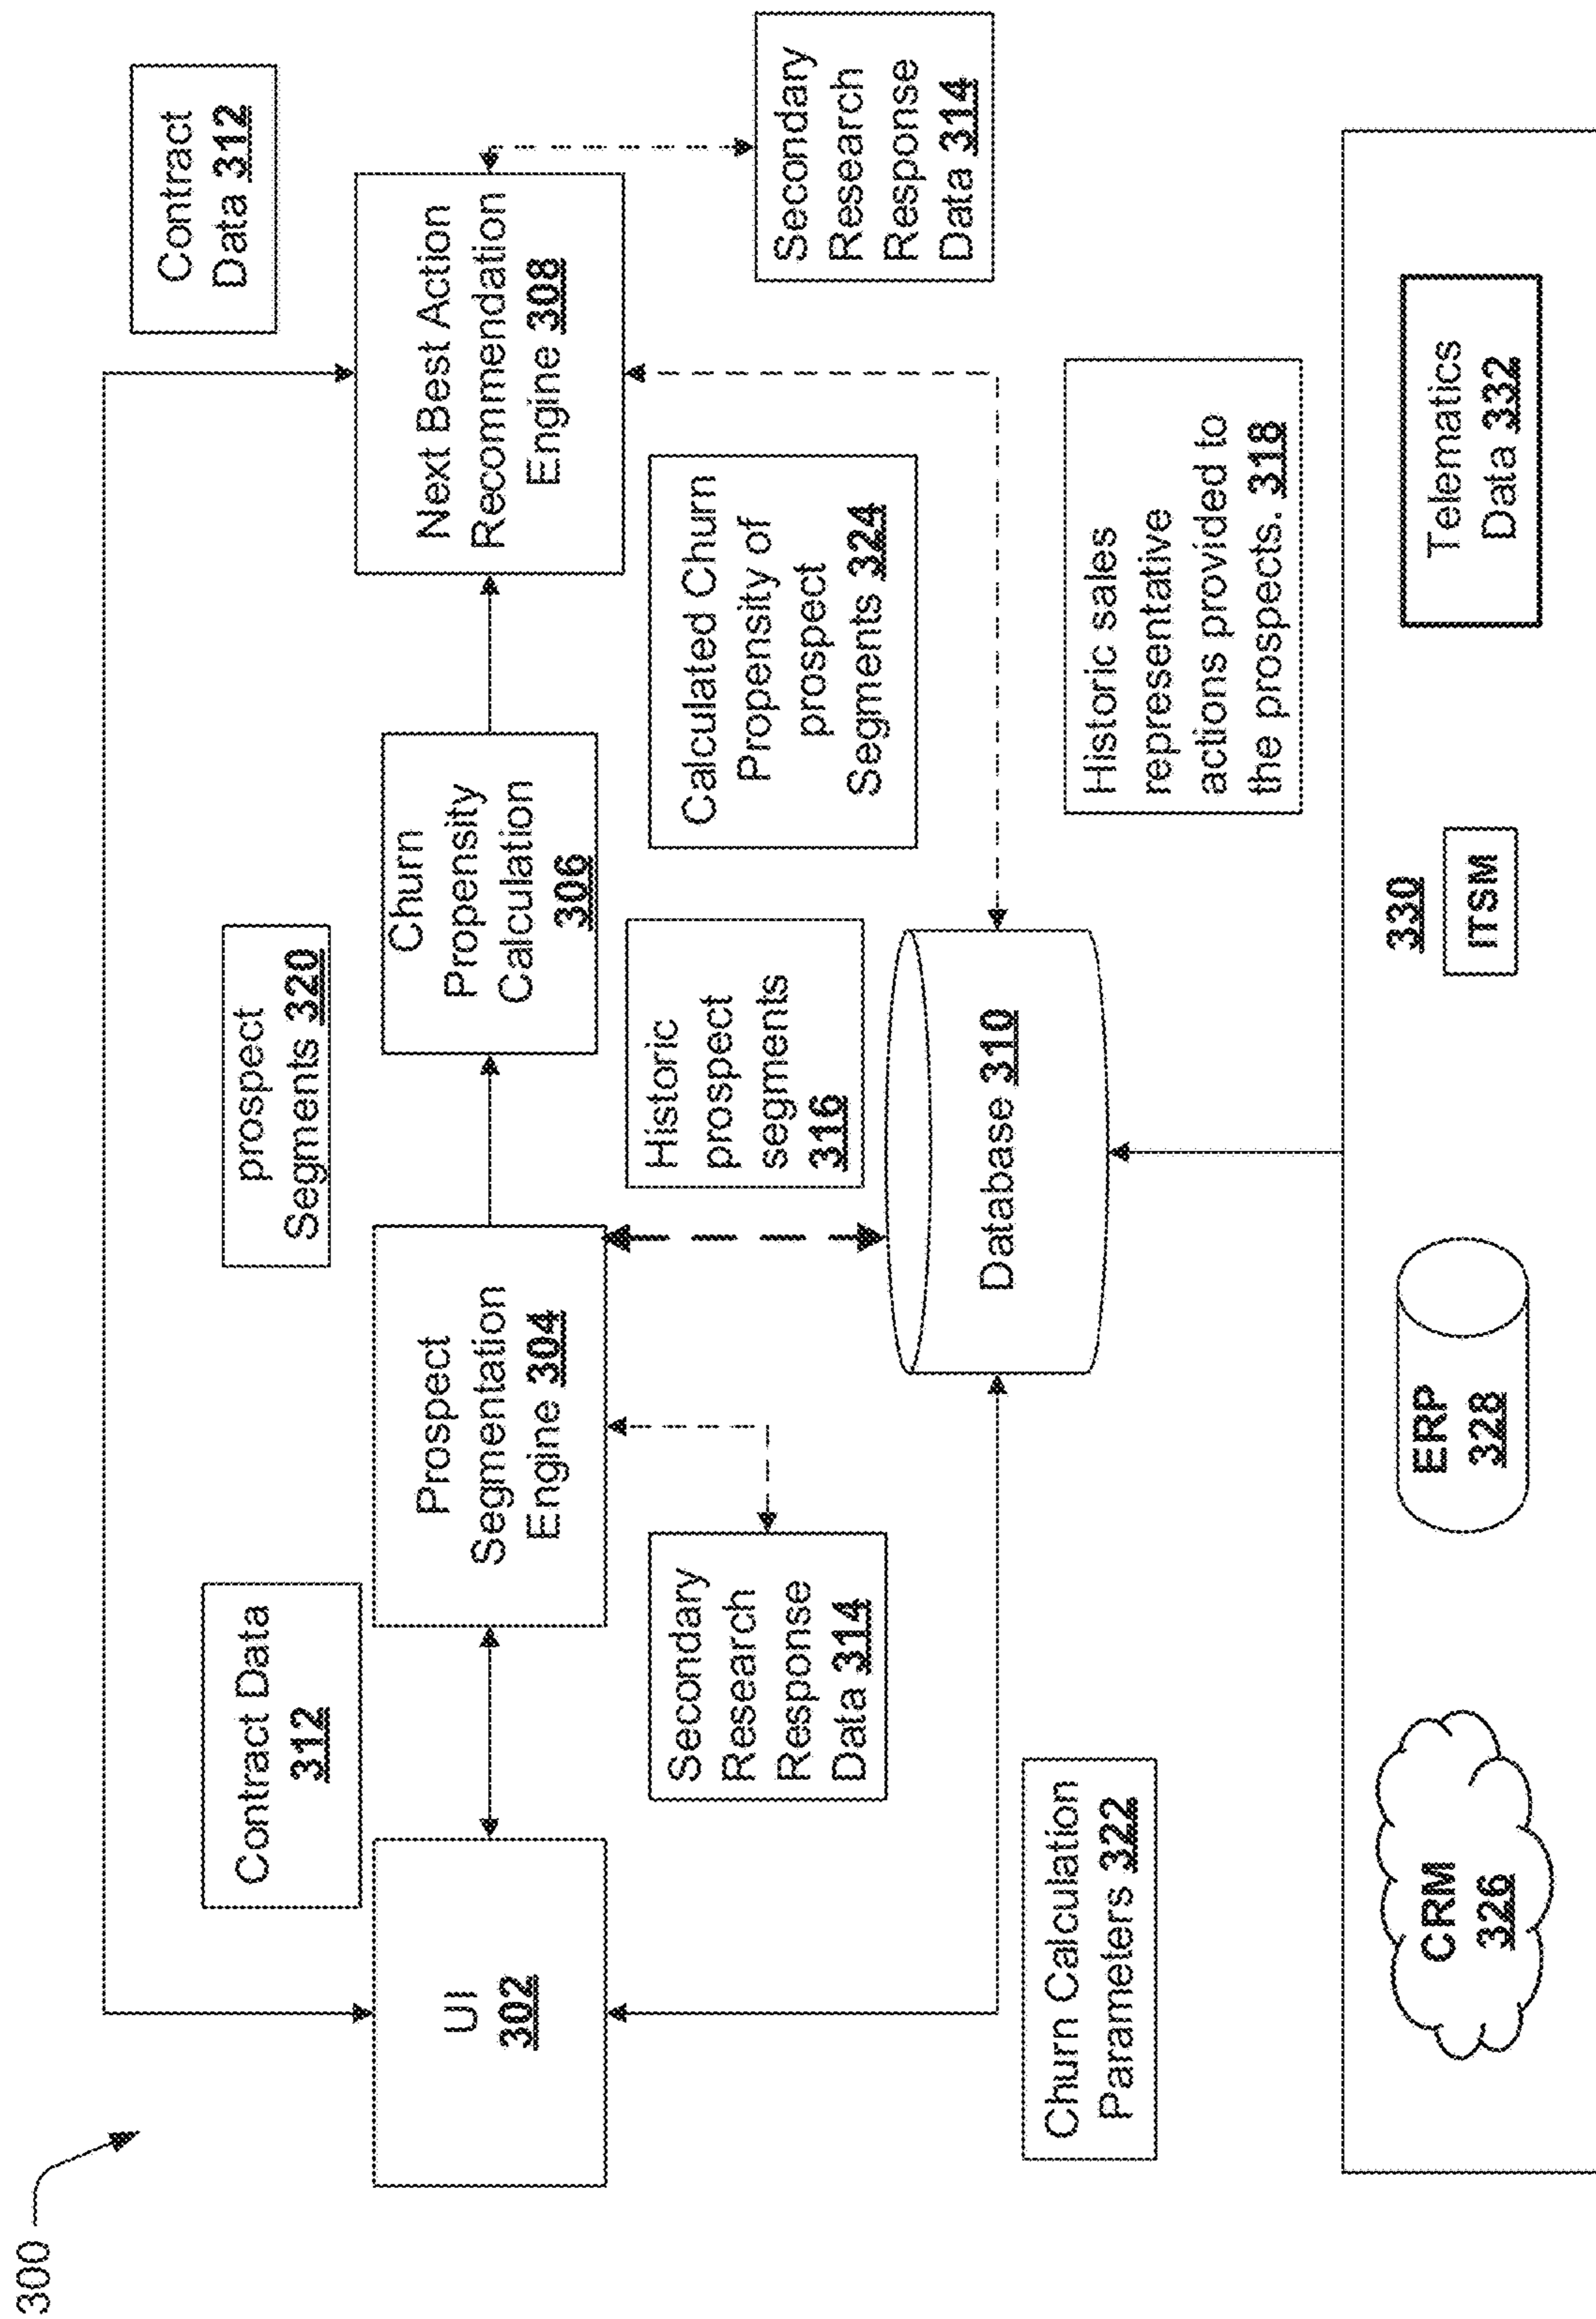 300
Contract Data
312
prospect
Segments 320
Contract
Data 312
UI
302
Prospect
Segmentation
Engine 304
Churn
Propensity
Calculation
306
Next Best Action
Recommendation
Engine 308
Secondary
Research
Response
Data 314
Historic
prospect
segments
316
Calculated Churn
Propensity of
prospect
Segments 324
Secondary
Research
Response
Data 314
Database 310
Churn Calculation
Parameters 322
Historic sales
representative
actions provided to
the prospects. 318
CRM
326
ERP
328
330
ITSM
Telematics
Data 332